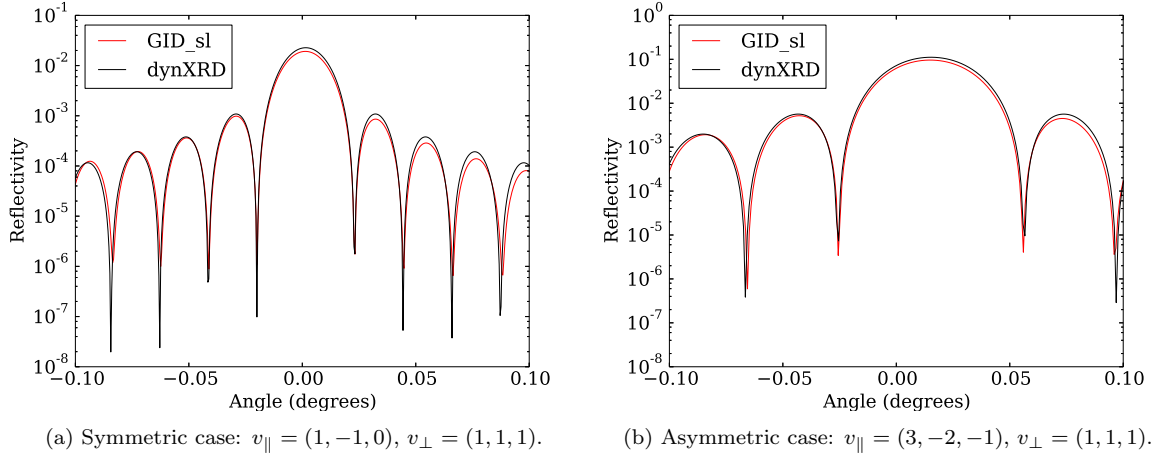 10⁻¹
10⁻²
10⁻³
10⁻⁴
10⁻⁵
10⁻⁶
10⁻⁷
10⁻⁸
Reflectivity
GID_sl
dynXRD
−0.10 −0.05 0.00 0.05 0.10
Angle (degrees)
(a) Symmetric case: v∥ = (1, −1, 0), v⊥ = (1, 1, 1).
10⁰
10⁻¹
10⁻²
10⁻³
10⁻⁴
10⁻⁵
10⁻⁶
10⁻⁷
10⁻⁸
Reflectivity
GID_sl
dynXRD
−0.10 −0.05 0.00 0.05 0.10
Angle (degrees)
(b) Asymmetric case: v∥ = (3, −2, −1), v⊥ = (1, 1, 1).